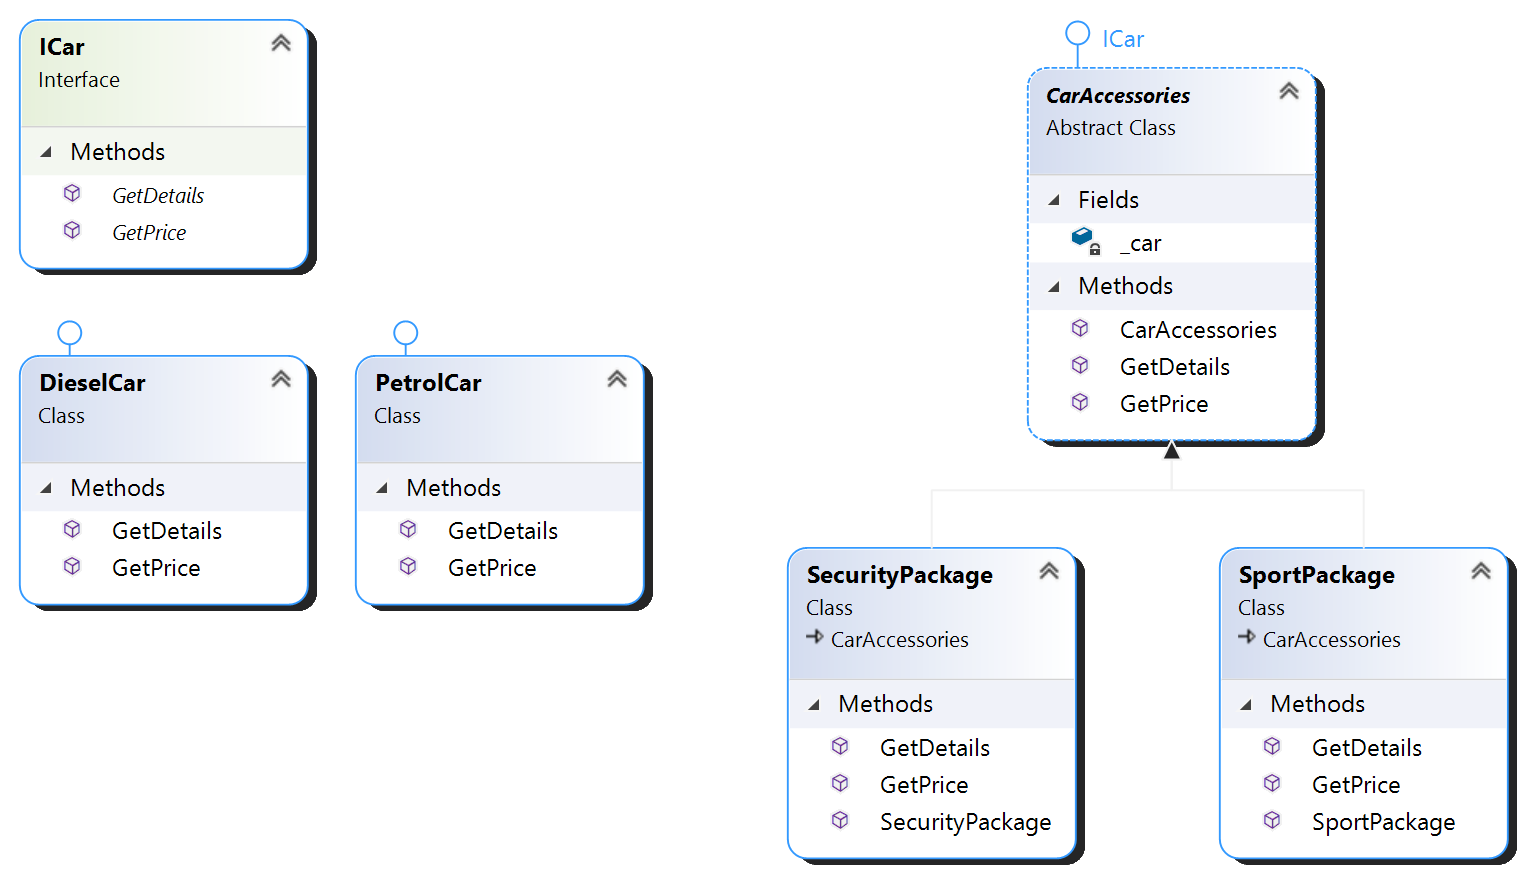 ICar
Interface
Methods
GetDetails
GetPrice
DieselCar
Class
Methods
GetDetails
GetPrice
PetrolCar
Class
Methods
GetDetails
GetPrice
ICar
CarAccessories
Abstract Class
Fields
_car
Methods
CarAccessories
GetDetails
GetPrice
SecurityPackage
Class
CarAccessories
Methods
GetDetails
GetPrice
SecurityPackage
SportPackage
Class
CarAccessories
Methods
GetDetails
GetPrice
SportPackage